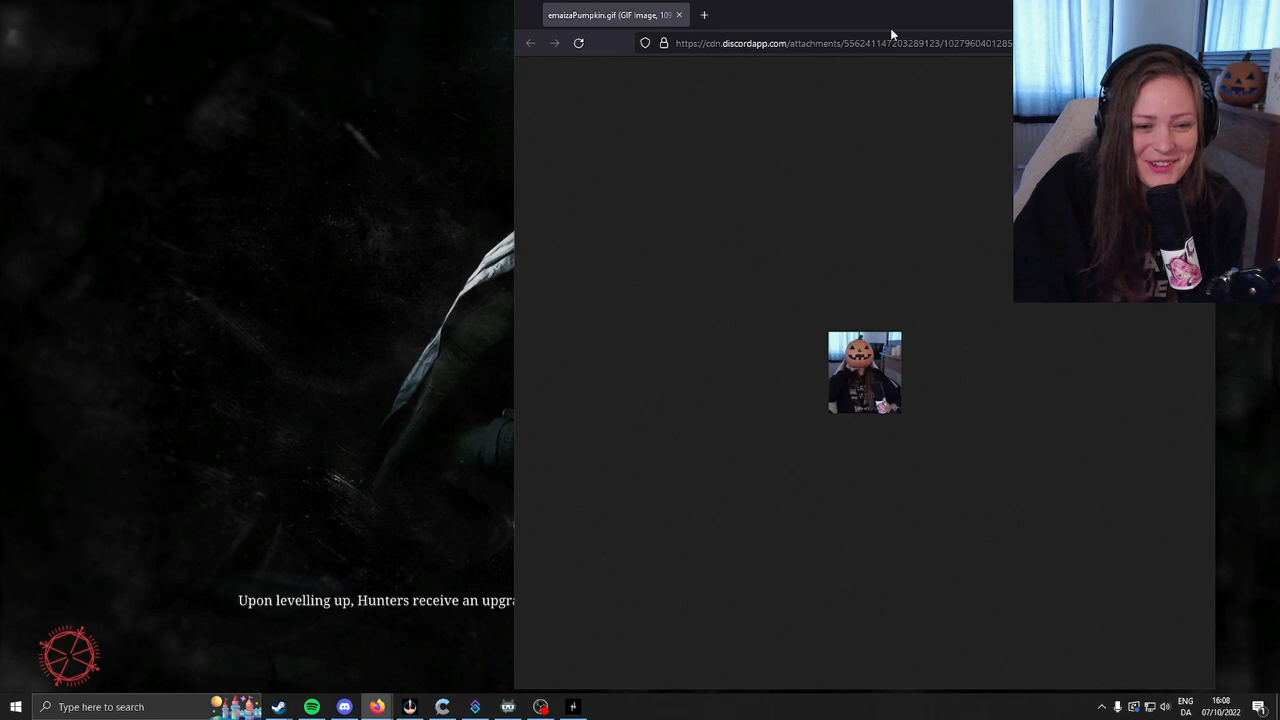 emaizaPumpkin.gif (GIF Image, 109
https://cdn.discordapp.com/attachments/556241147203289123/1027960401285
Upon levelling up, Hunters receive an upgra
Type here to search
ENG
DA
16:08
07/10/2022